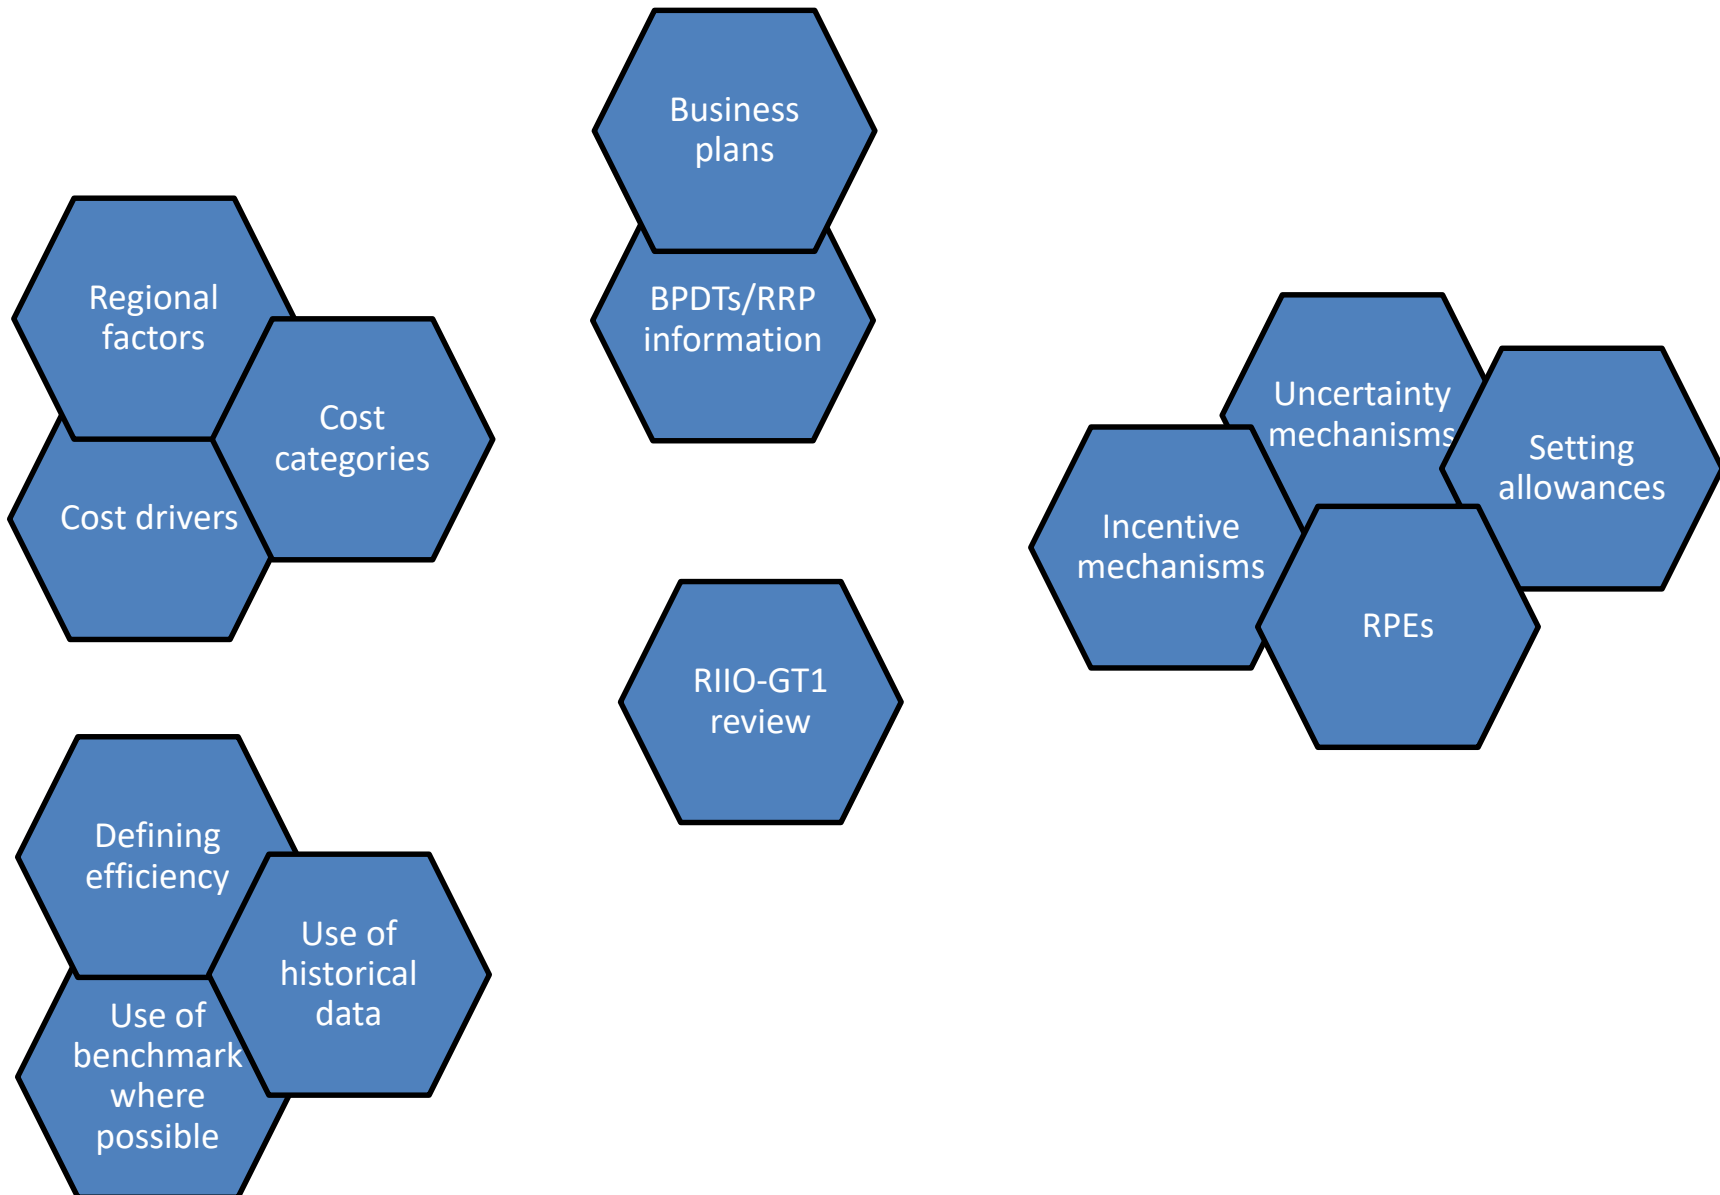 Business
plans
BPDTs/RRP
information
Regional
factors
Cost
categories
Cost drivers
Uncertainty
mechanisms
Setting
allowances
Incentive
mechanisms
RPEs
RIIO-GT1
review
Defining
efficiency
Use of
historical
data
Use of
benchmark
where
possible